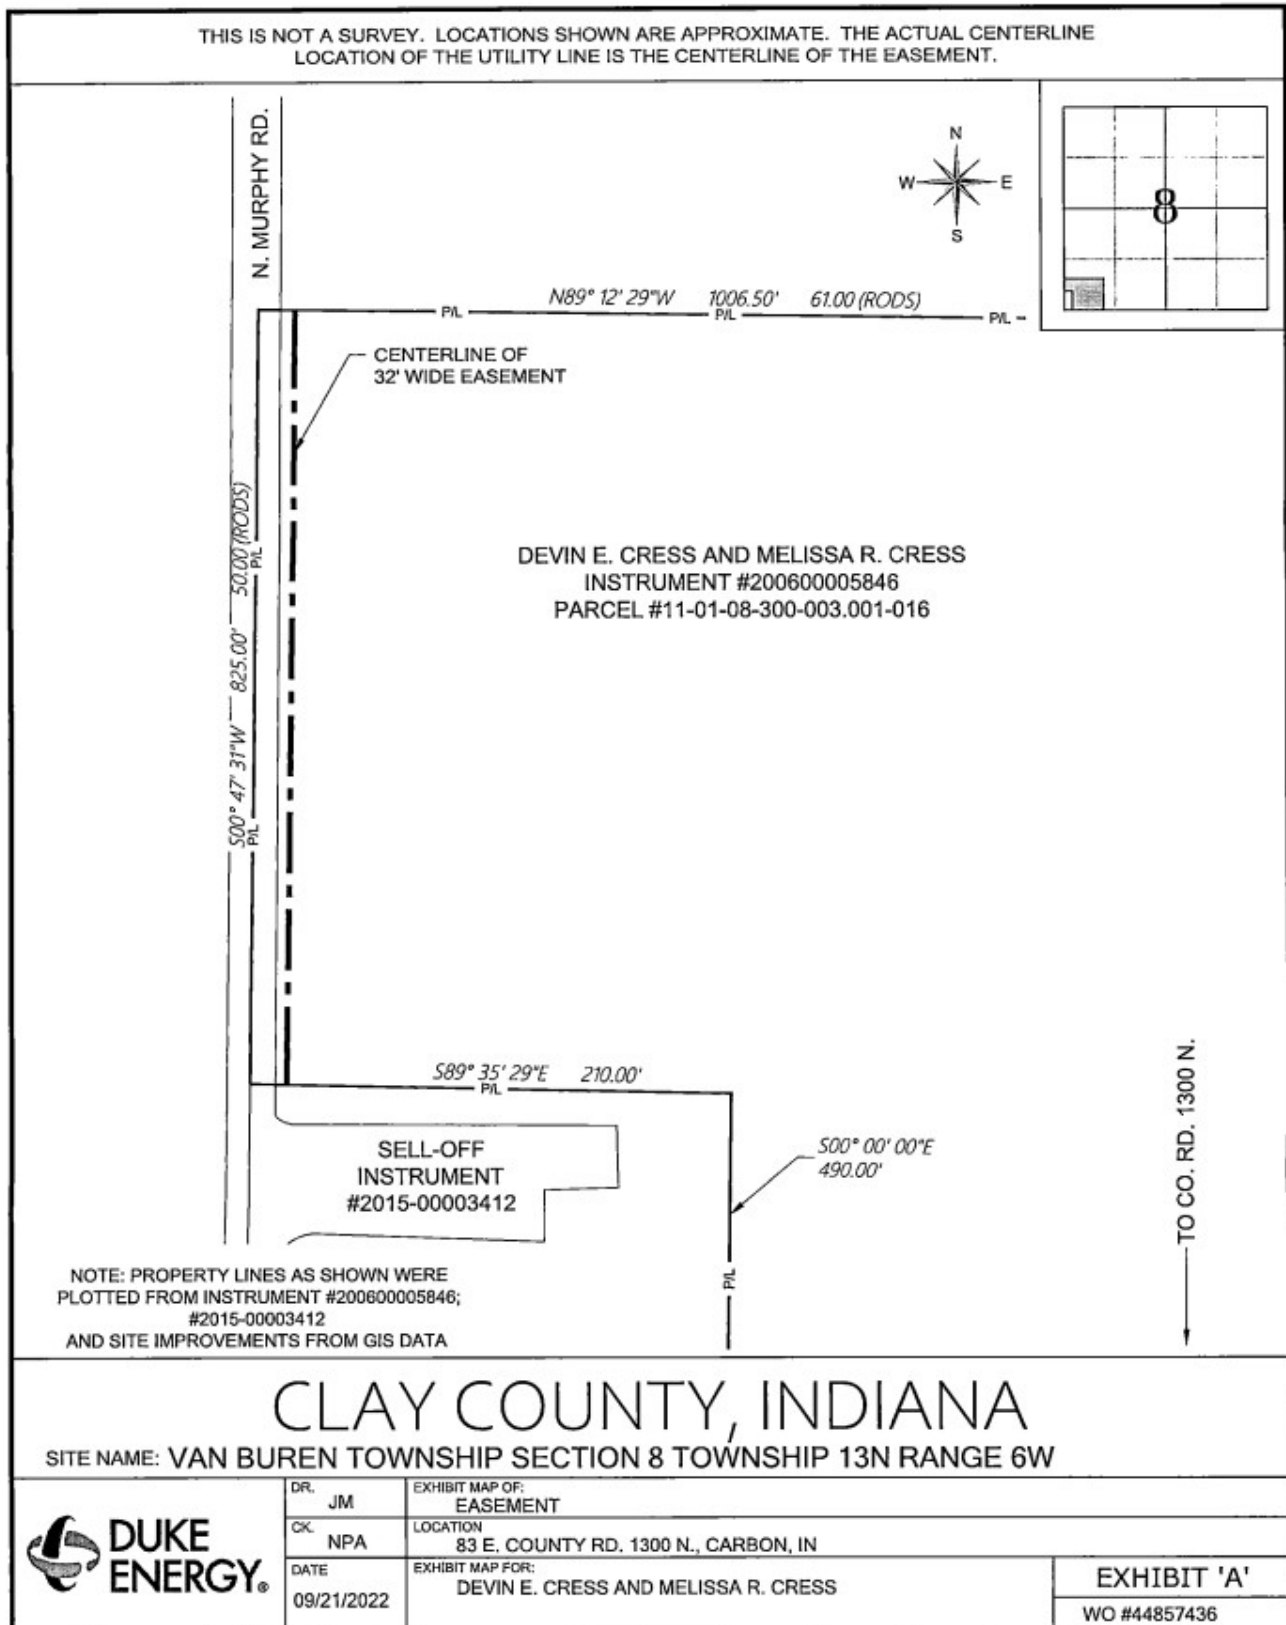 THIS IS NOT A SURVEY. LOCATIONS SHOWN ARE APPROXIMATE. THE ACTUAL CENTERLINE
LOCATION OF THE UTILITY LINE IS THE CENTERLINE OF THE EASEMENT.
N. MURPHY RD.
N
W E
S
8
N89° 12' 29"W 1006.50' 61.00 (RODS)
P/L P/L P/L
CENTERLINE OF
32' WIDE EASEMENT
S00° 47' 31"W 825.00' 50.00 (RODS)
P/L P/L
DEVIN E. CRESS AND MELISSA R. CRESS
INSTRUMENT #200600005846
PARCEL #11-01-08-300-003.001-016
S89° 35' 29"E 210.00'
P/L
SELL-OFF
INSTRUMENT
#2015-00003412
S00° 00' 00"E
490.00'
P/L
TO CO. RD. 1300 N.
NOTE: PROPERTY LINES AS SHOWN WERE
PLOTTED FROM INSTRUMENT #200600005846;
#2015-00003412
AND SITE IMPROVEMENTS FROM GIS DATA
CLAY COUNTY, INDIANA
SITE NAME: VAN BUREN TOWNSHIP SECTION 8 TOWNSHIP 13N RANGE 6W
DUKE
ENERGY®
DR.
JM
CK.
NPA
DATE
09/21/2022
EXHIBIT MAP OF:
EASEMENT
LOCATION
83 E. COUNTY RD. 1300 N., CARBON, IN
EXHIBIT MAP FOR:
DEVIN E. CRESS AND MELISSA R. CRESS
EXHIBIT 'A'
WO #44857436